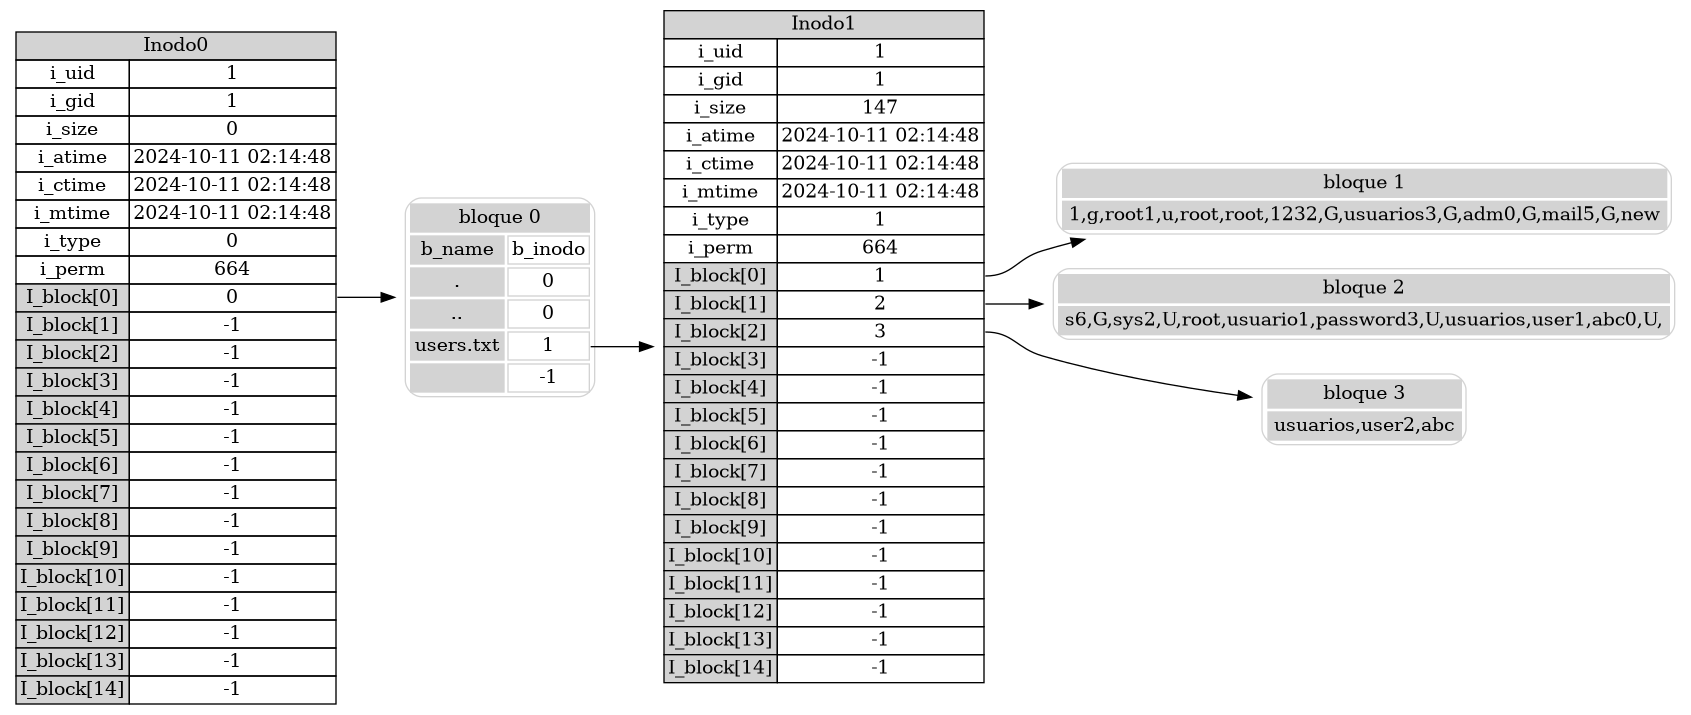 Inodo0
i_uid 1
i_gid 1
i_size 0
i_atime 2024-10-11 02:14:48
i_ctime 2024-10-11 02:14:48
i_mtime 2024-10-11 02:14:48
i_type 0
i_perm 664
I_block[0] 0
I_block[1] -1
I_block[2] -1
I_block[3] -1
I_block[4] -1
I_block[5] -1
I_block[6] -1
I_block[7] -1
I_block[8] -1
I_block[9] -1
I_block[10] -1
I_block[11] -1
I_block[12] -1
I_block[13] -1
I_block[14] -1
bloque 0
b_name b_inodo
. 0
.. 0
users.txt 1
-1
Inodo1
i_uid 1
i_gid 1
i_size 147
i_atime 2024-10-11 02:14:48
i_ctime 2024-10-11 02:14:48
i_mtime 2024-10-11 02:14:48
i_type 1
i_perm 664
I_block[0] 1
I_block[1] 2
I_block[2] 3
I_block[3] -1
I_block[4] -1
I_block[5] -1
I_block[6] -1
I_block[7] -1
I_block[8] -1
I_block[9] -1
I_block[10] -1
I_block[11] -1
I_block[12] -1
I_block[13] -1
I_block[14] -1
bloque 1
1,g,root1,u,root,root,1232,G,usuarios3,G,adm0,G,mail5,G,new
bloque 2
s6,G,sys2,U,root,usuario1,password3,U,usuarios,user1,abc0,U,
bloque 3
usuarios,user2,abc